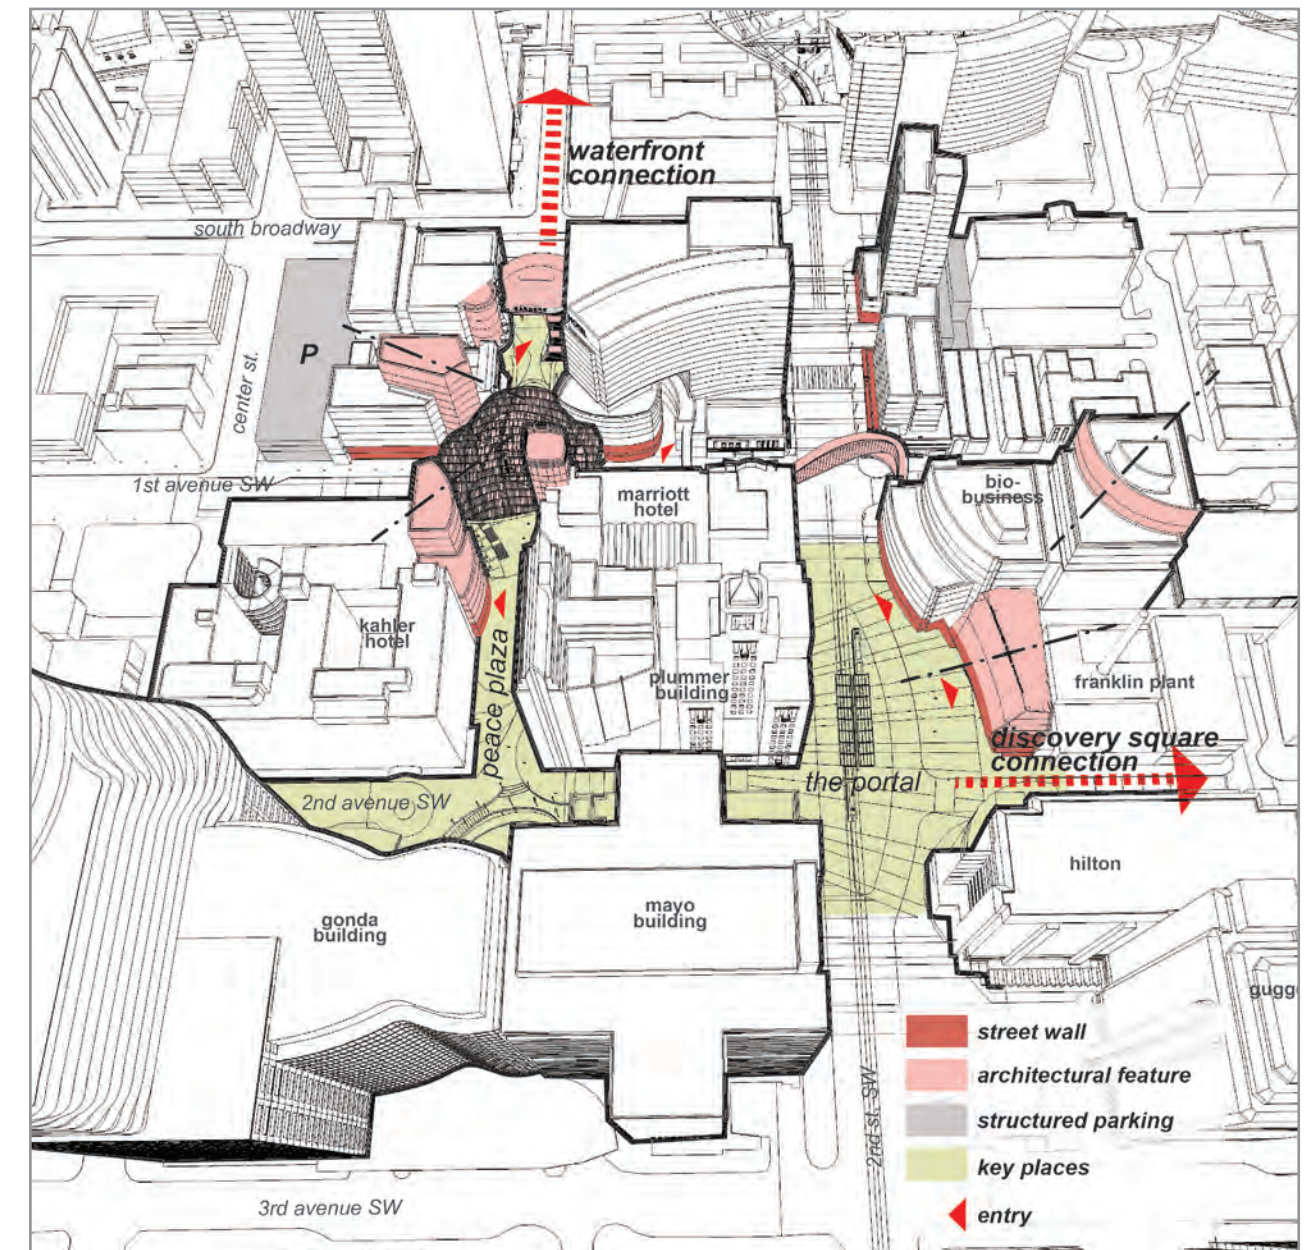 waterfront
connection
south broadway
P
center st.
1st avenue SW
marriott
hotel
bio-
business
kahler
hotel
peace plaza
plummer
building
franklin plant
discovery square
connection
the portal
2nd avenue SW
hilton
gonda
building
mayo
building
gugg
street wall
architectural feature
structured parking
key places
entry
2nd st. SW
3rd avenue SW